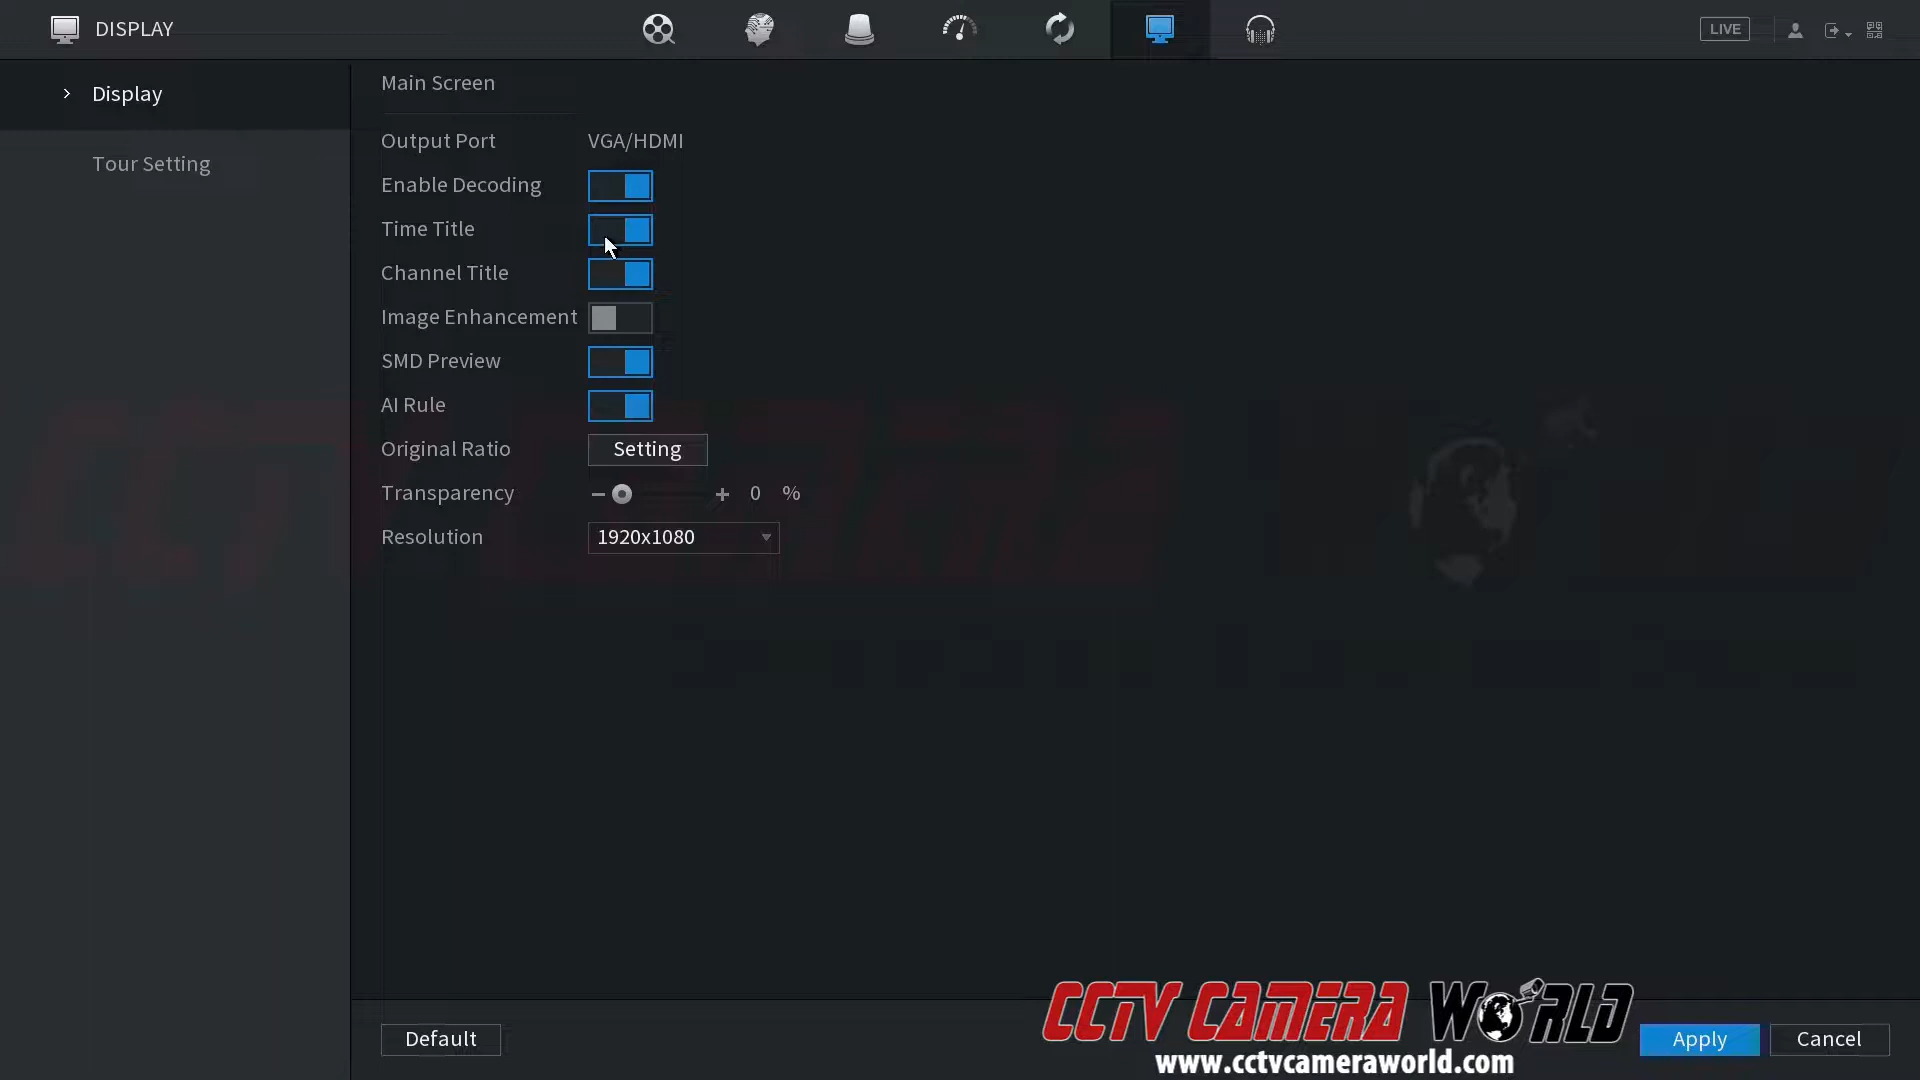 DISPLAY
LIVE
Display
Tour Setting
Main Screen
Output Port VGA/HDMI
Enable Decoding
Time Title
Channel Title
Image Enhancement
SMD Preview
AI Rule
Original Ratio Setting
Transparency − + 0 %
Resolution 1920x1080
Default
CCTV CAMERA WORLD
www.cctvcameraworld.com
Apply
Cancel